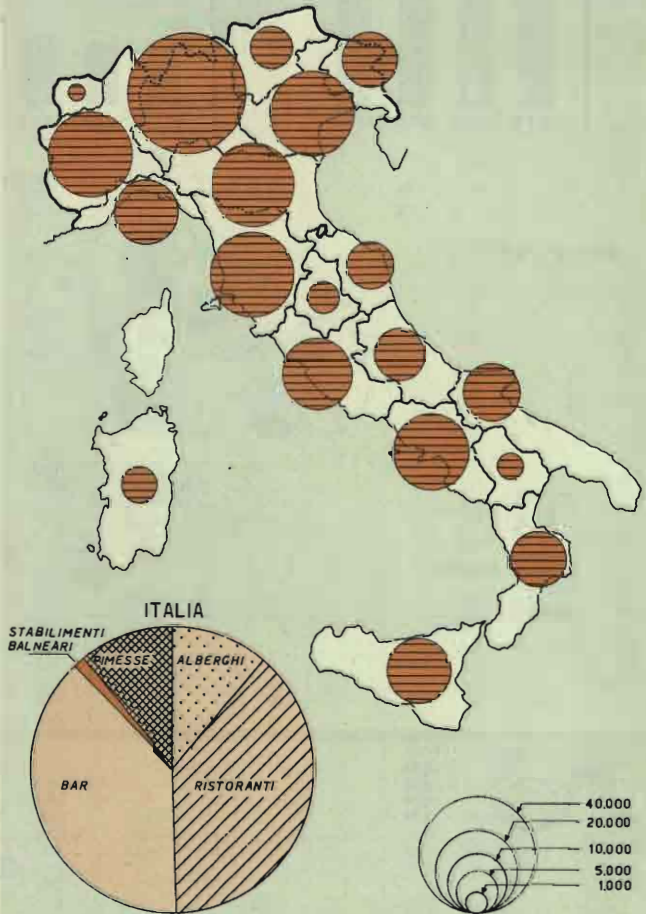 ITALIA
STABILIMENTI
BALNEARI
RIMESSE
ALBERGHI
BAR
RISTORANTI
40.000
20.000
10.000
5.000
1.000